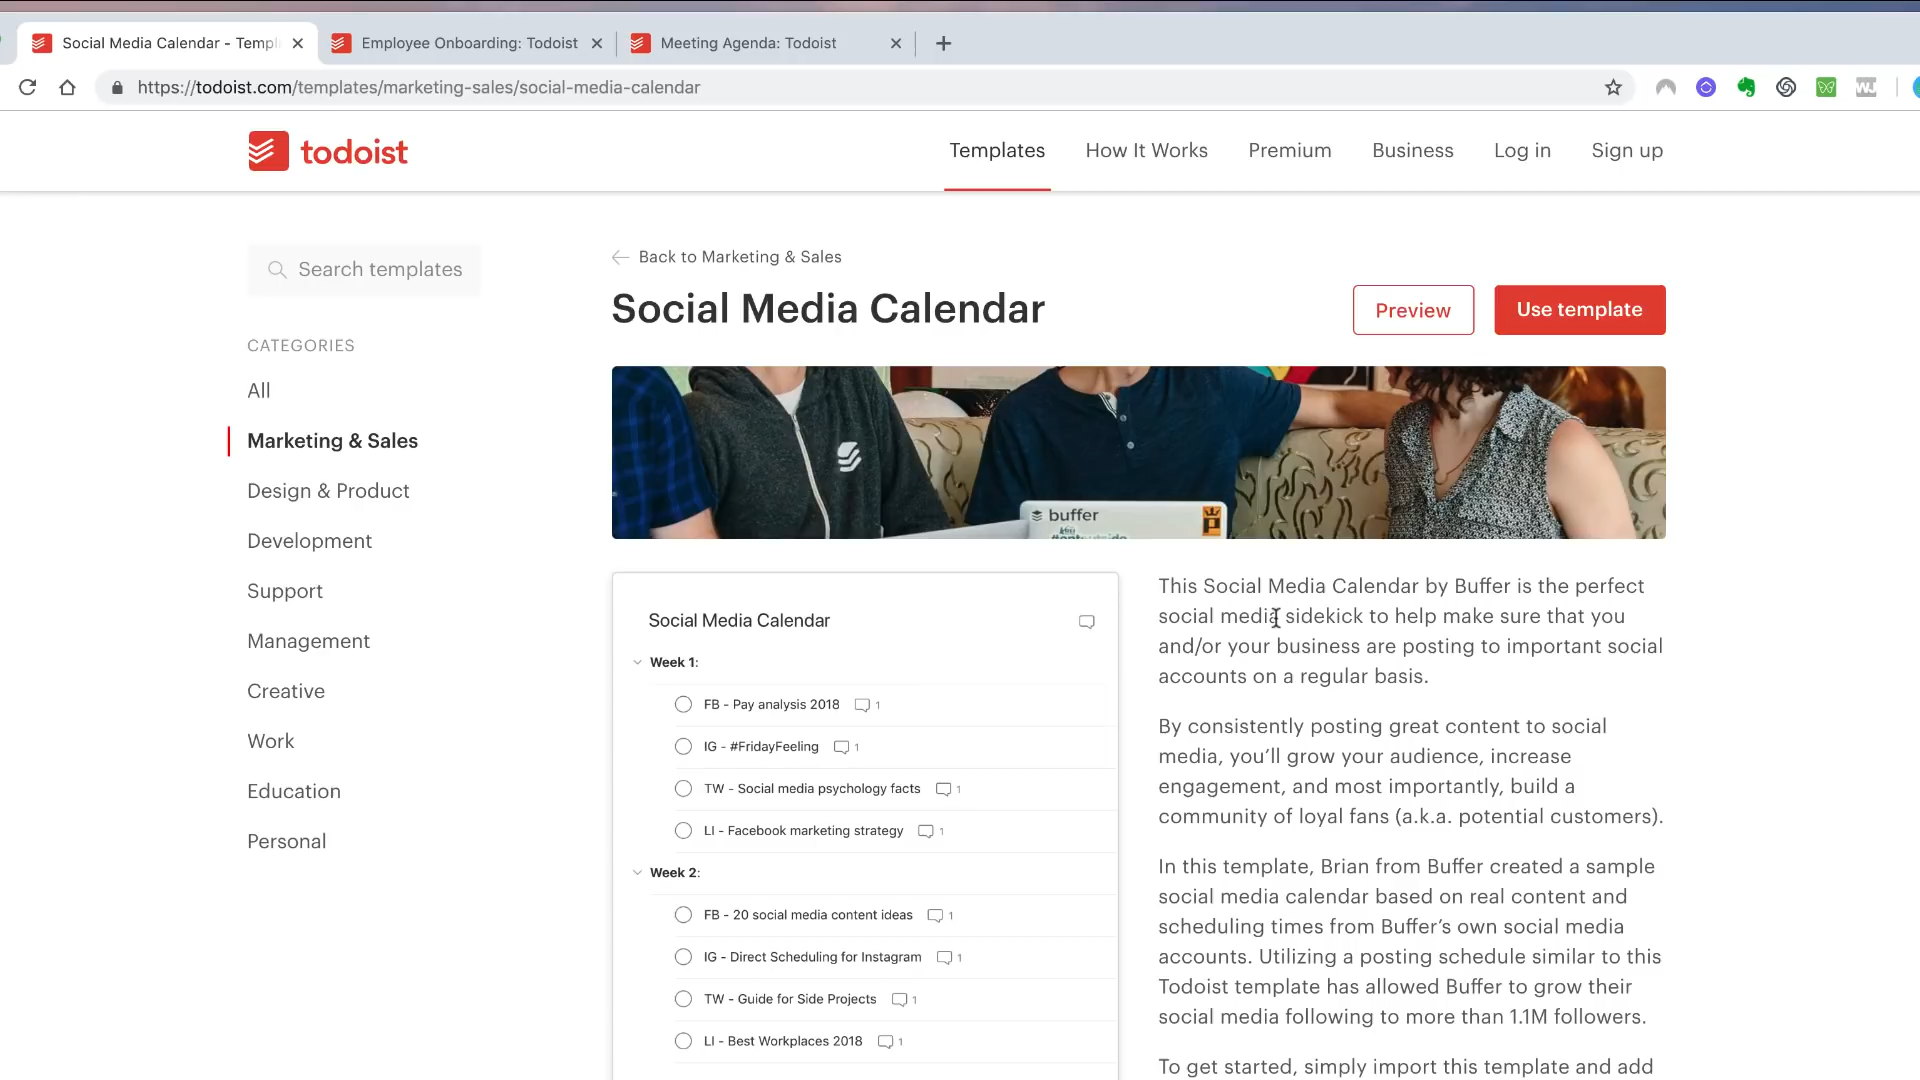 Social Media Calendar - Templ
Employee Onboarding: Todoist
Meeting Agenda: Todoist
https://todoist.com/templates/marketing-sales/social-media-calendar
WJ
todoist
Templates
How It Works
Premium
Business
Log in
Sign up
Search templates
CATEGORIES
All
Marketing & Sales
Design & Product
Development
Support
Management
Creative
Work
Education
Personal
Back to Marketing & Sales
Social Media Calendar
Preview
Use template
buffer
Social Media Calendar
Week 1:
FB - Pay analysis 2018 1
IG - #FridayFeeling 1
TW - Social media psychology facts 1
LI - Facebook marketing strategy 1
Week 2:
FB - 20 social media content ideas 1
IG - Direct Scheduling for Instagram 1
TW - Guide for Side Projects 1
LI - Best Workplaces 2018 1
This Social Media Calendar by Buffer is the perfect
social media sidekick to help make sure that you
and/or your business are posting to important social
accounts on a regular basis.
By consistently posting great content to social
media, you’ll grow your audience, increase
engagement, and most importantly, build a
community of loyal fans (a.k.a. potential customers).
In this template, Brian from Buffer created a sample
social media calendar based on real content and
scheduling times from Buffer’s own social media
accounts. Utilizing a posting schedule similar to this
Todoist template has allowed Buffer to grow their
social media following to more than 1.1M followers.
To get started, simply import this template and add